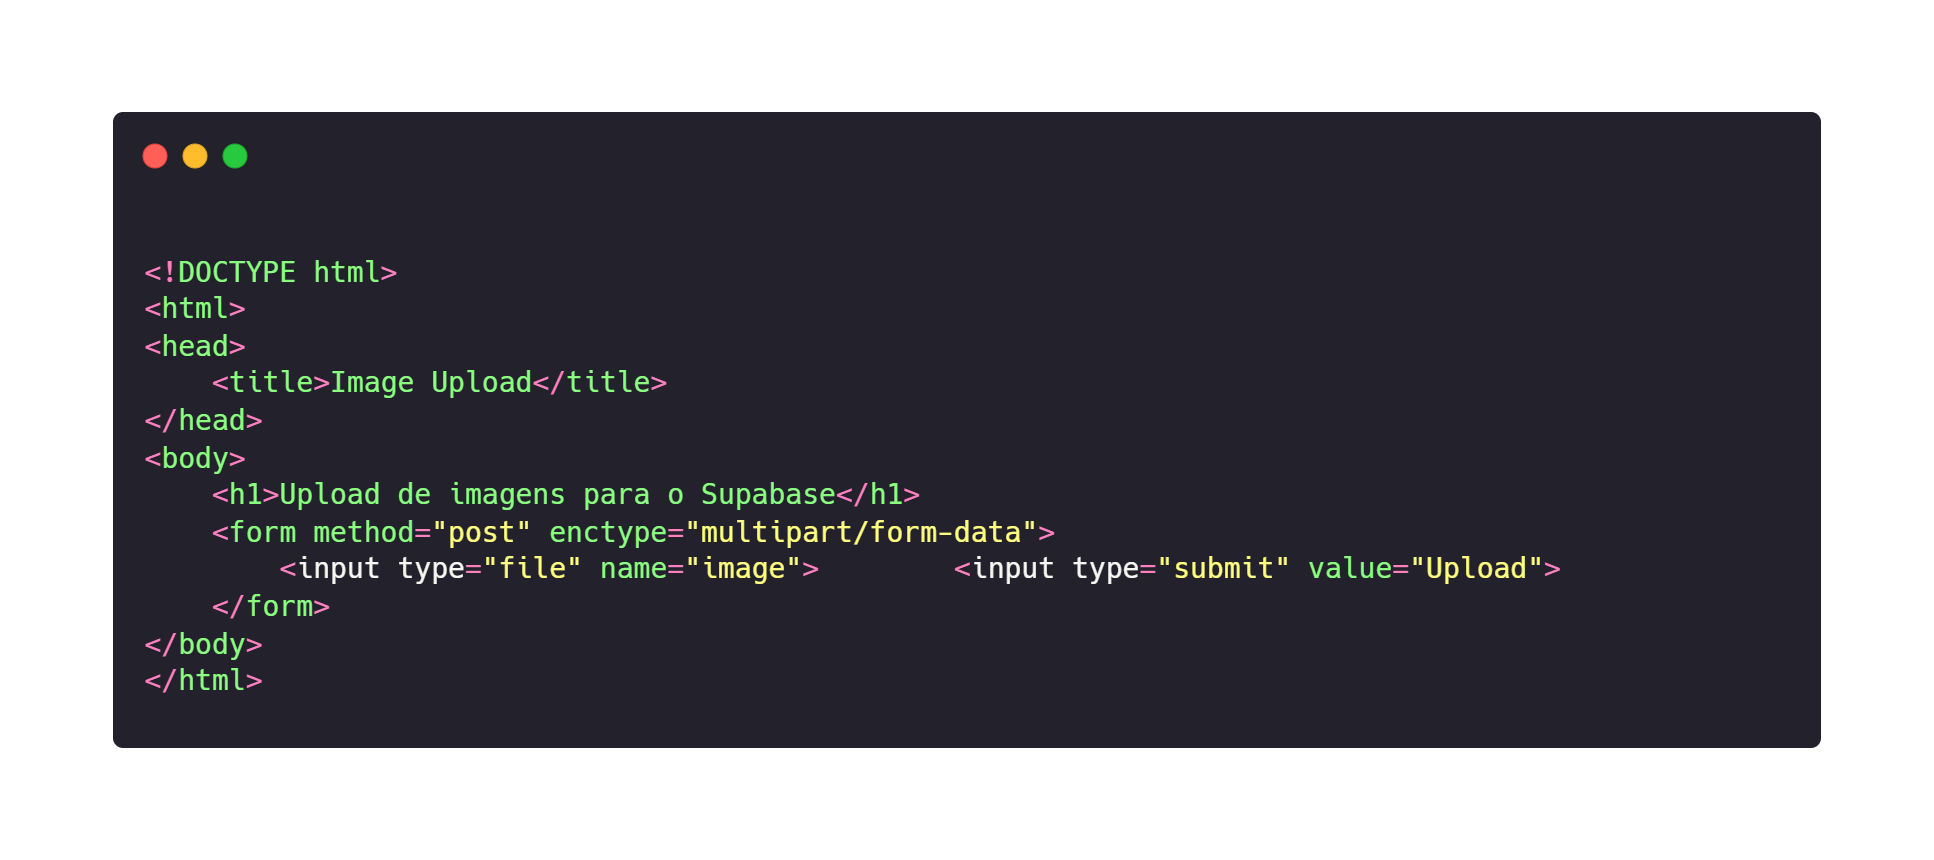 <!DOCTYPE html>
<html>
<head>
    <title>Image Upload</title>
</head>
<body>
    <h1>Upload de imagens para o Supabase</h1>
    <form method="post" enctype="multipart/form-data">
        <input type="file" name="image">        <input type="submit" value="Upload">
    </form>
</body>
</html>